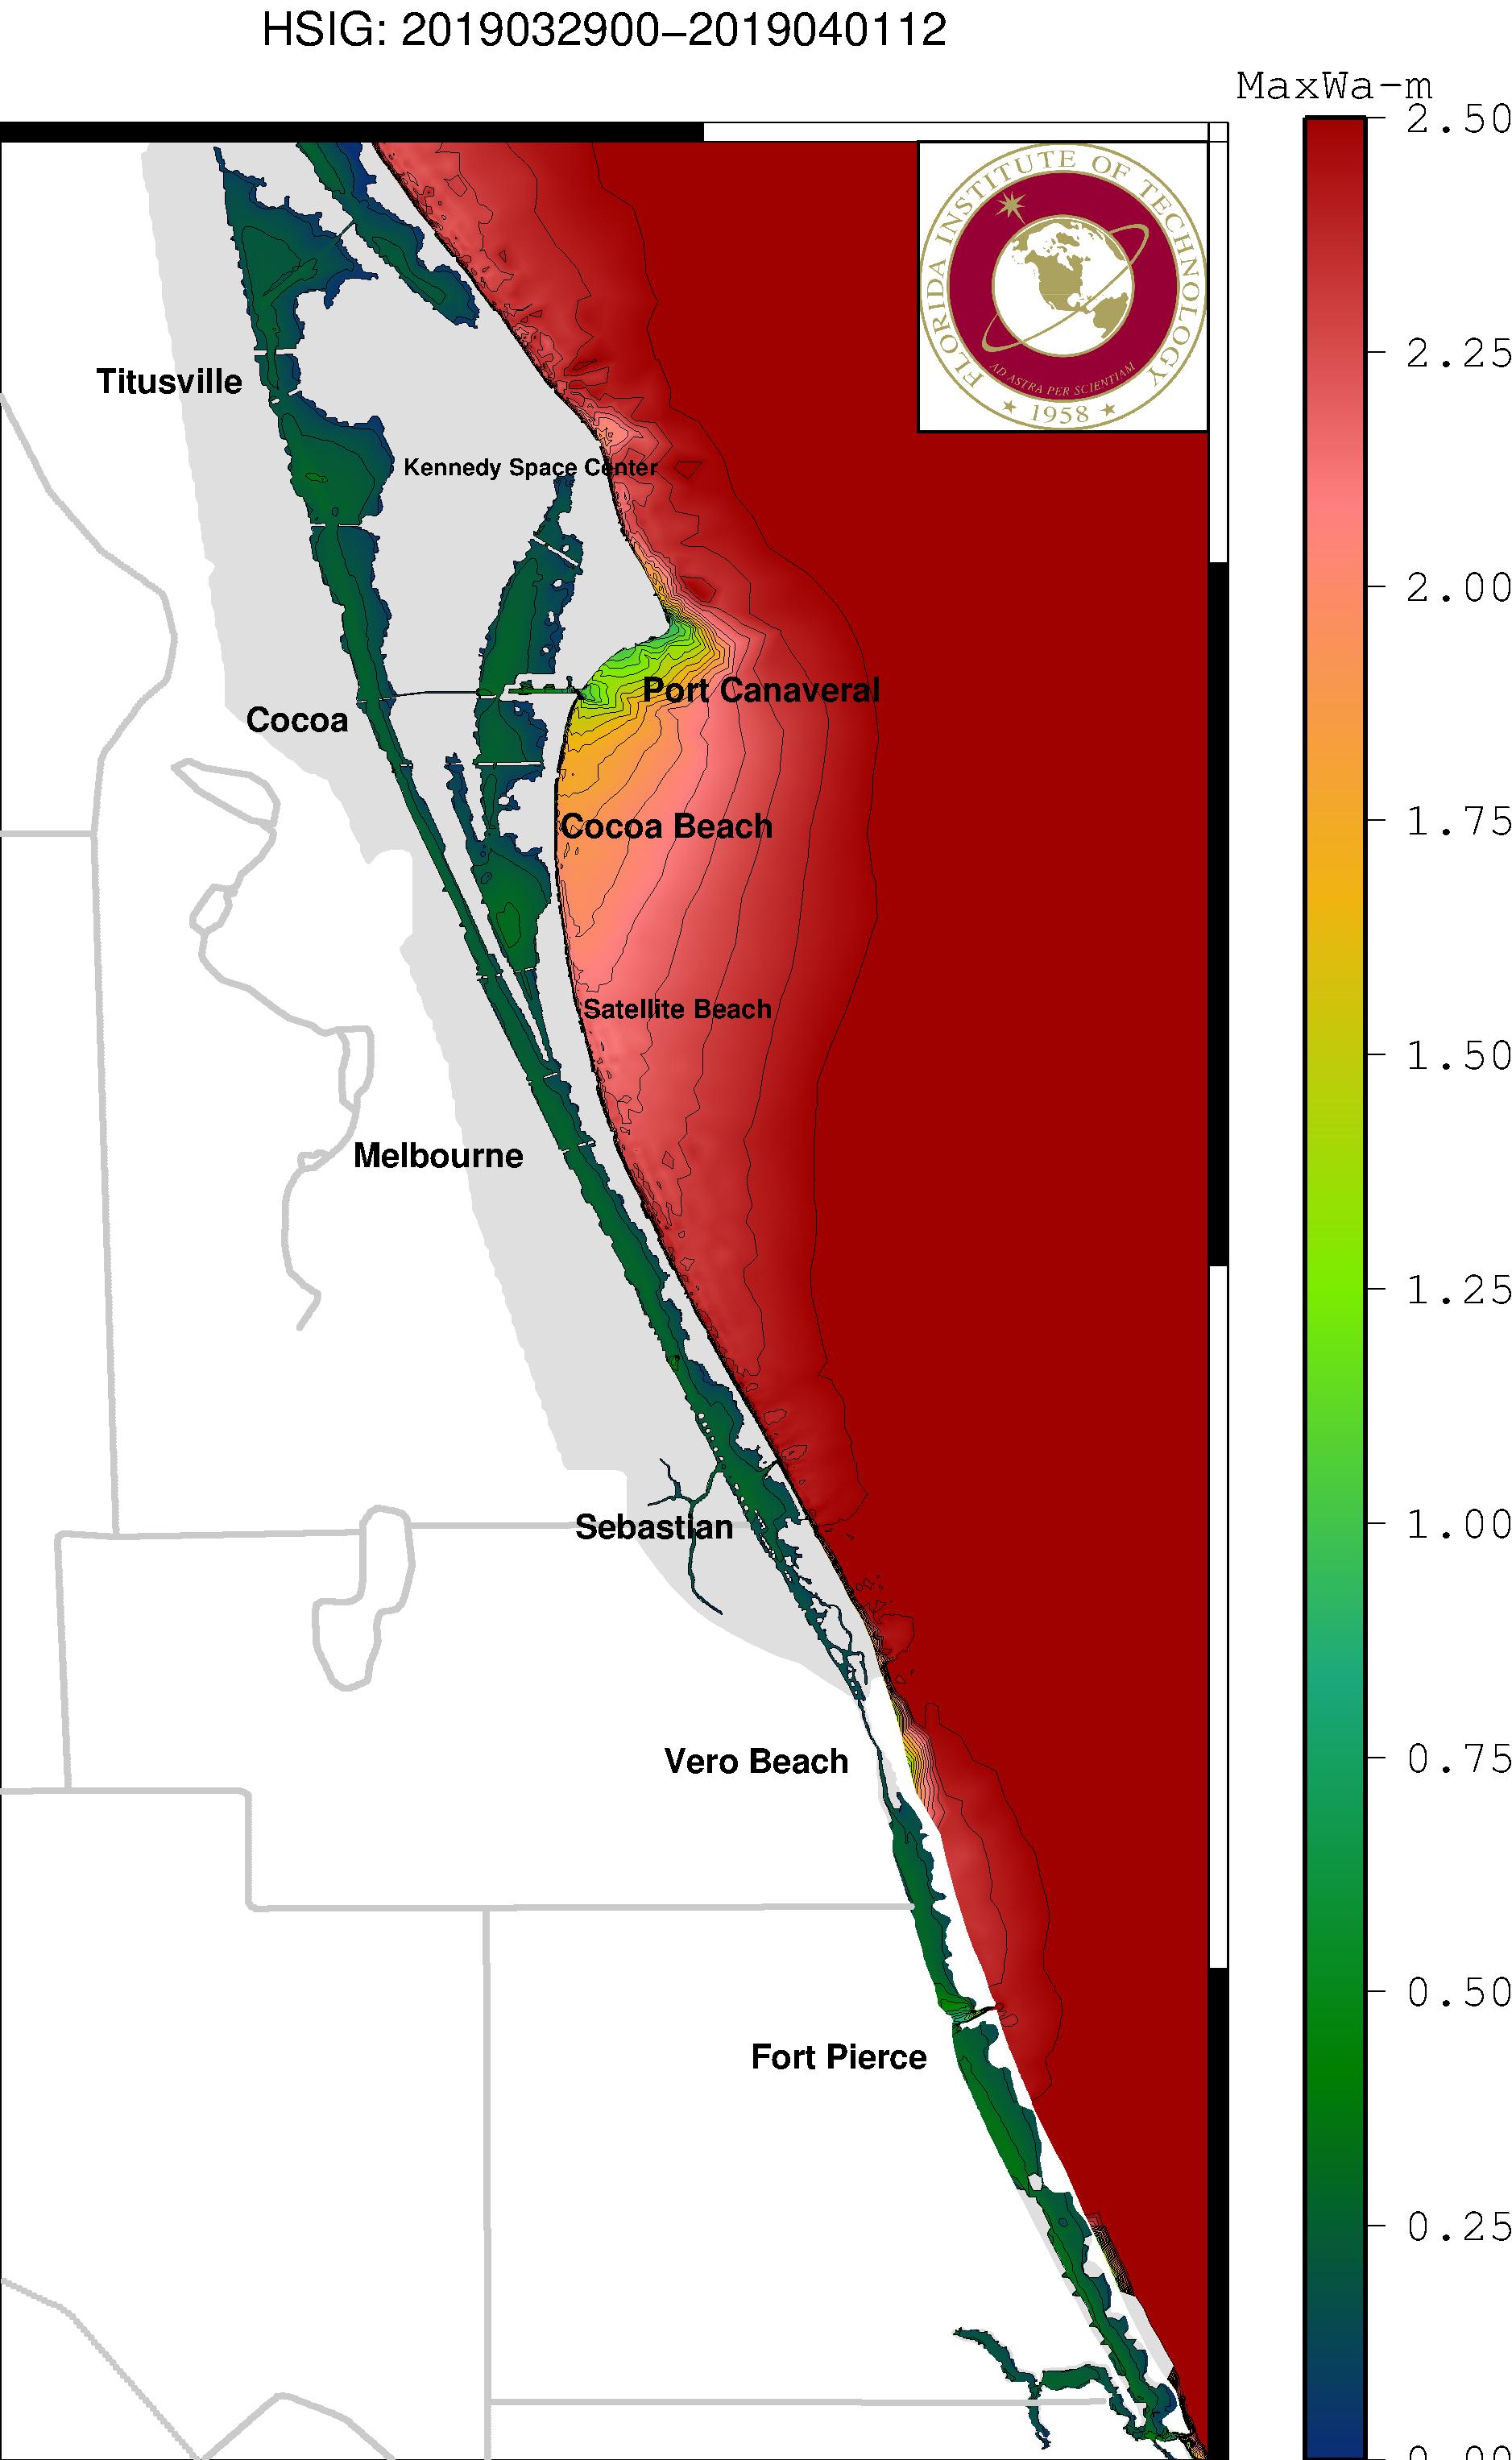 HSIG: 2019032900−2019040112
MaxWa−m
2.50
2.25
2.00
1.75
1.50
1.25
1.00
0.75
0.50
0.25
0.00
FLORIDA INSTITUTE OF TECHNOLOGY
AD ASTRA PER SCIENTIAM
1958
Titusville
Kennedy Space Center
Port Canaveral
Cocoa
Cocoa Beach
Satellite Beach
Melbourne
Sebastian
Vero Beach
Fort Pierce